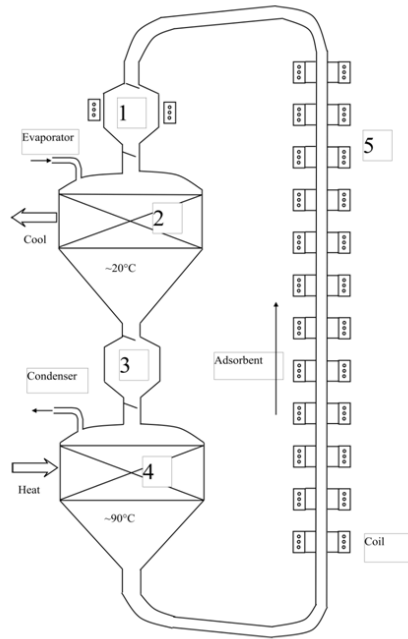 1
5
Evaporator
2
Cool
~20°C
3
Condenser
Adsorbent
4
Heat
~90°C
Coil